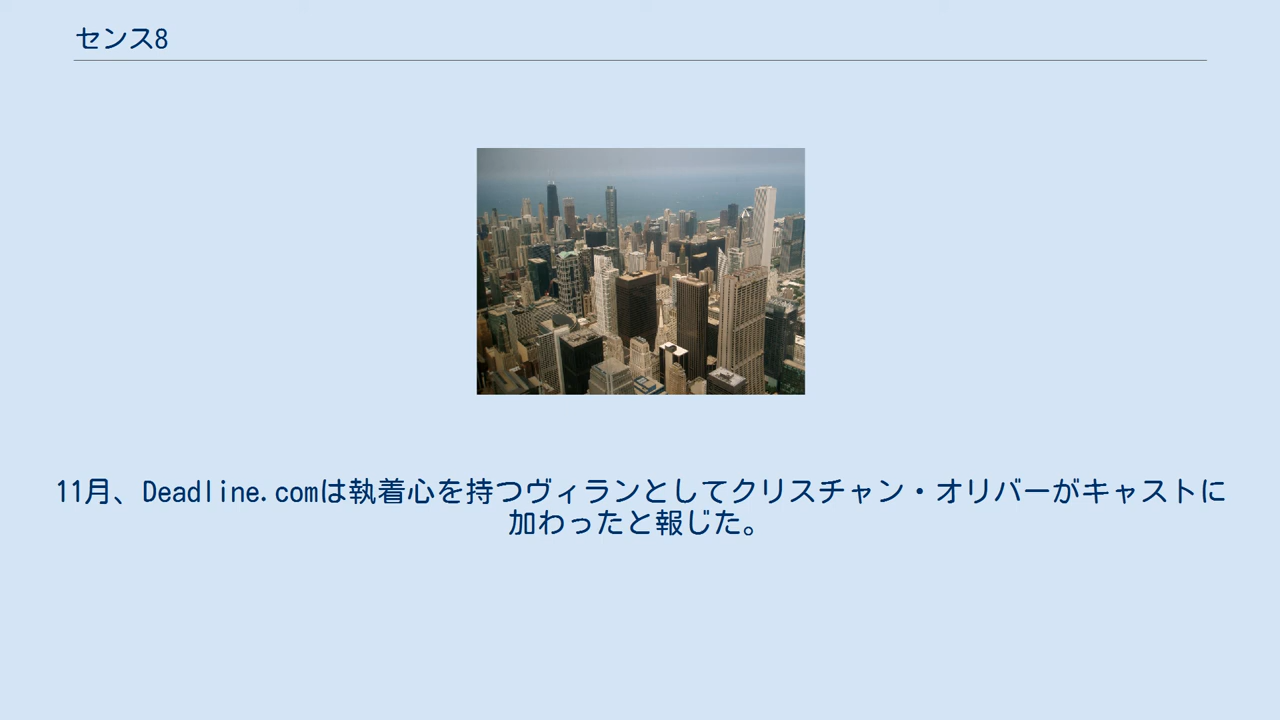 センス8
11月、Deadline.comは執着心を持つヴィランとしてクリスチャン・オリバーがキャストに
加わったと報じた。